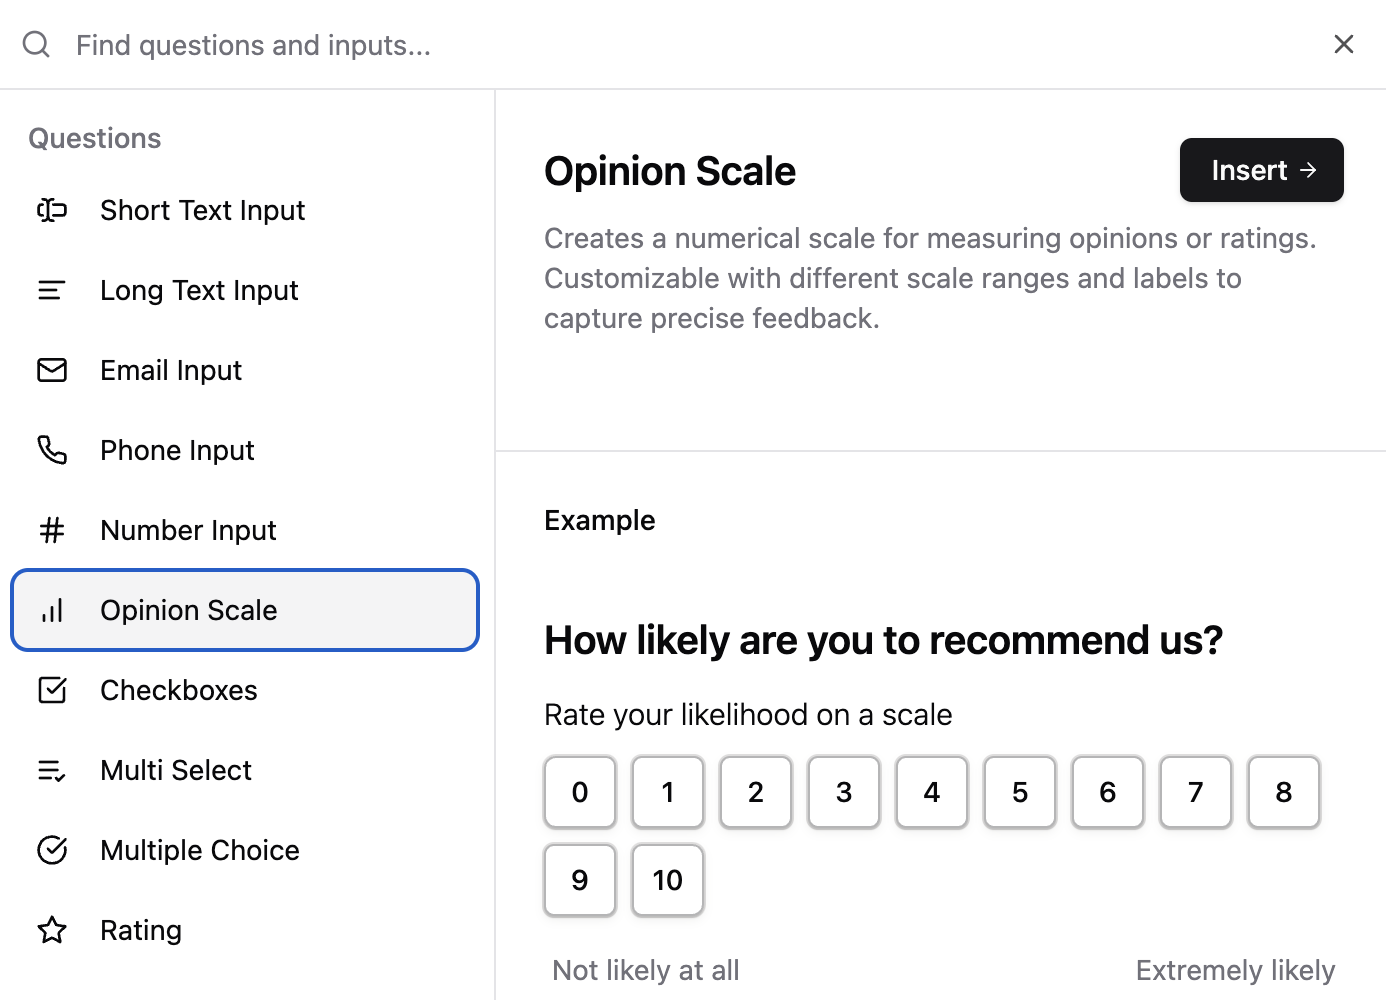 Find questions and inputs...
Questions
Short Text Input
Long Text Input
Email Input
Phone Input
Number Input
Opinion Scale
Checkboxes
Multi Select
Multiple Choice
Rating
Opinion Scale
Insert →
Creates a numerical scale for measuring opinions or ratings.
Customizable with different scale ranges and labels to
capture precise feedback.
Example
How likely are you to recommend us?
Rate your likelihood on a scale
0 1 2 3 4 5 6 7 8
9 10
Not likely at all Extremely likely